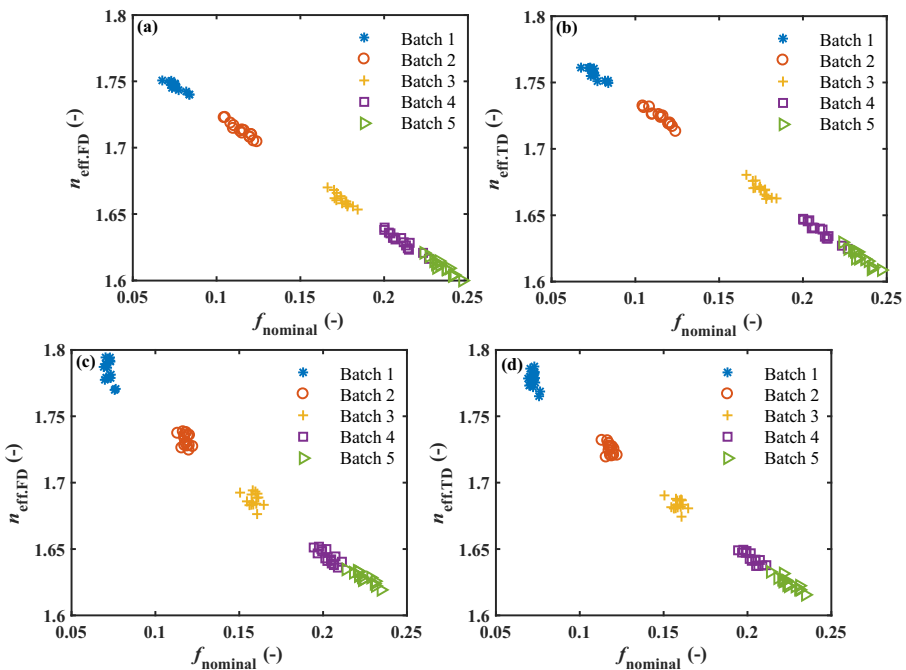 (a)
Batch 1
Batch 2
Batch 3
Batch 4
Batch 5
1.8
1.75
1.7
1.65
1.6
n_eff.FD (-)
0.05 0.1 0.15 0.2 0.25
f_nominal (-)
(b)
Batch 1
Batch 2
Batch 3
Batch 4
Batch 5
1.8
1.75
1.7
1.65
1.6
n_eff.TD (-)
0.05 0.1 0.15 0.2 0.25
f_nominal (-)
(c)
Batch 1
Batch 2
Batch 3
Batch 4
Batch 5
1.8
1.75
1.7
1.65
1.6
n_eff.FD (-)
0.05 0.1 0.15 0.2 0.25
f_nominal (-)
(d)
Batch 1
Batch 2
Batch 3
Batch 4
Batch 5
1.8
1.75
1.7
1.65
1.6
n_eff.TD (-)
0.05 0.1 0.15 0.2 0.25
f_nominal (-)